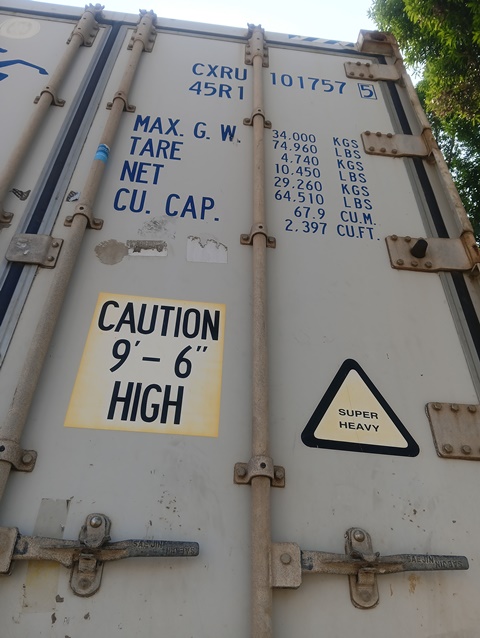 CXRU 101757 5
45R1
MAX. G. W. 34.000 KGS
74.960 LBS
TARE 4.740 KGS
10.450 LBS
NET 29.260 KGS
64.510 LBS
CU. CAP. 67.9 CU.M.
2.397 CU.FT.
CAUTION
9'– 6"
HIGH
SUPER
HEAVY